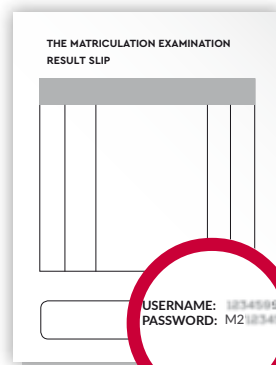 THE MATRICULATION EXAMINATION
RESULT SLIP
USERNAME:
PASSWORD: M2